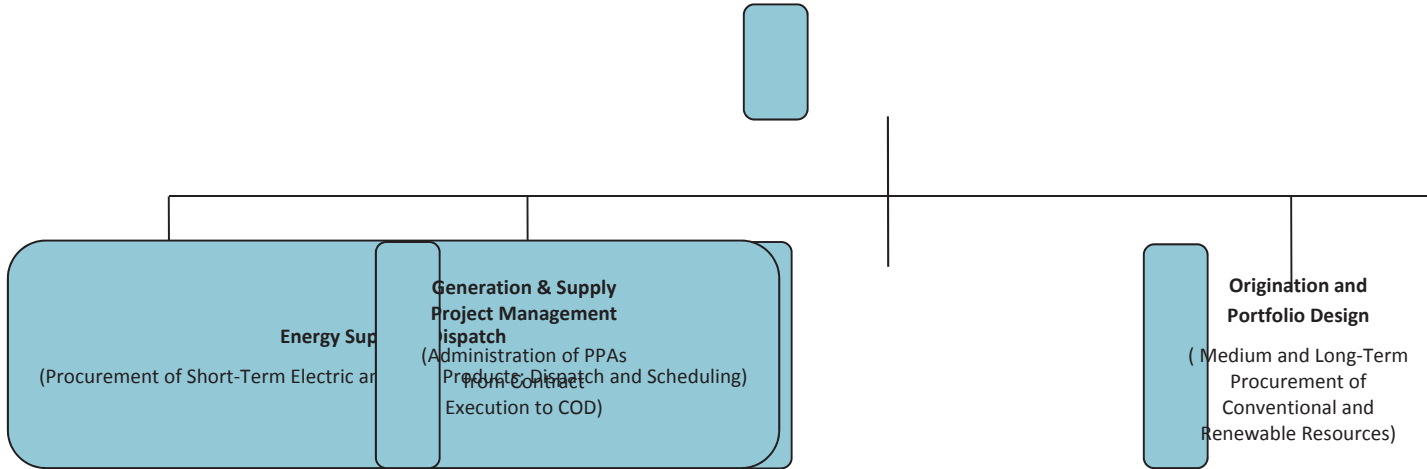 Generation & Supply
Project Management
Energy Sup ispatch
(Administration of PPAs
(Procurement of Short-Term Electric an Products; Dispatch and Scheduling)
from Contract
Execution to COD)
Origination and
Portfolio Design
( Medium and Long-Term
Procurement of
Conventional and
Renewable Resources)